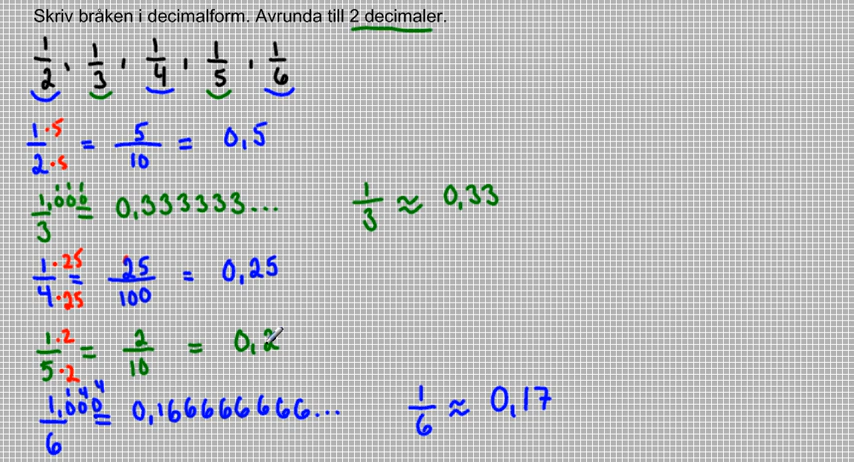 Skriv bråken i decimalform. Avrunda till 2 decimaler.
1/2, 1/3, 1/4, 1/5, 1/6
1·5/2·5 = 5/10 = 0,5
1,000/3 = 0,333333... 1/3 ≈ 0,33
1·25/4·25 = 25/100 = 0,25
1·2/5·2 = 2/10 = 0,2
1,000/6 = 0,166666666... 1/6 ≈ 0,17